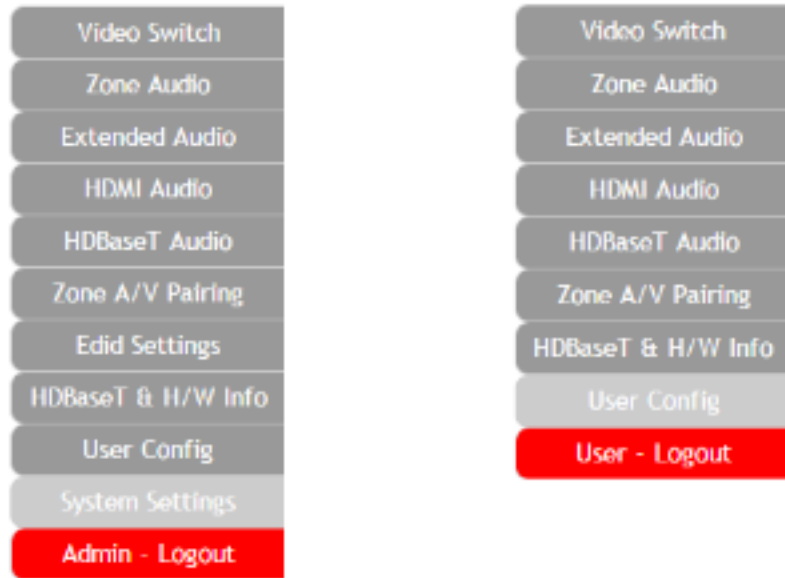 Video Switch
Zone Audio
Extended Audio
HDMI Audio
HDBaseT Audio
Zone A/V Pairing
Edid Settings
HDBaseT & H/W Info
User Config
System Settings
Admin - Logout
Video Switch
Zone Audio
Extended Audio
HDMI Audio
HDBaseT Audio
Zone A/V Pairing
HDBaseT & H/W Info
User Config
User - Logout